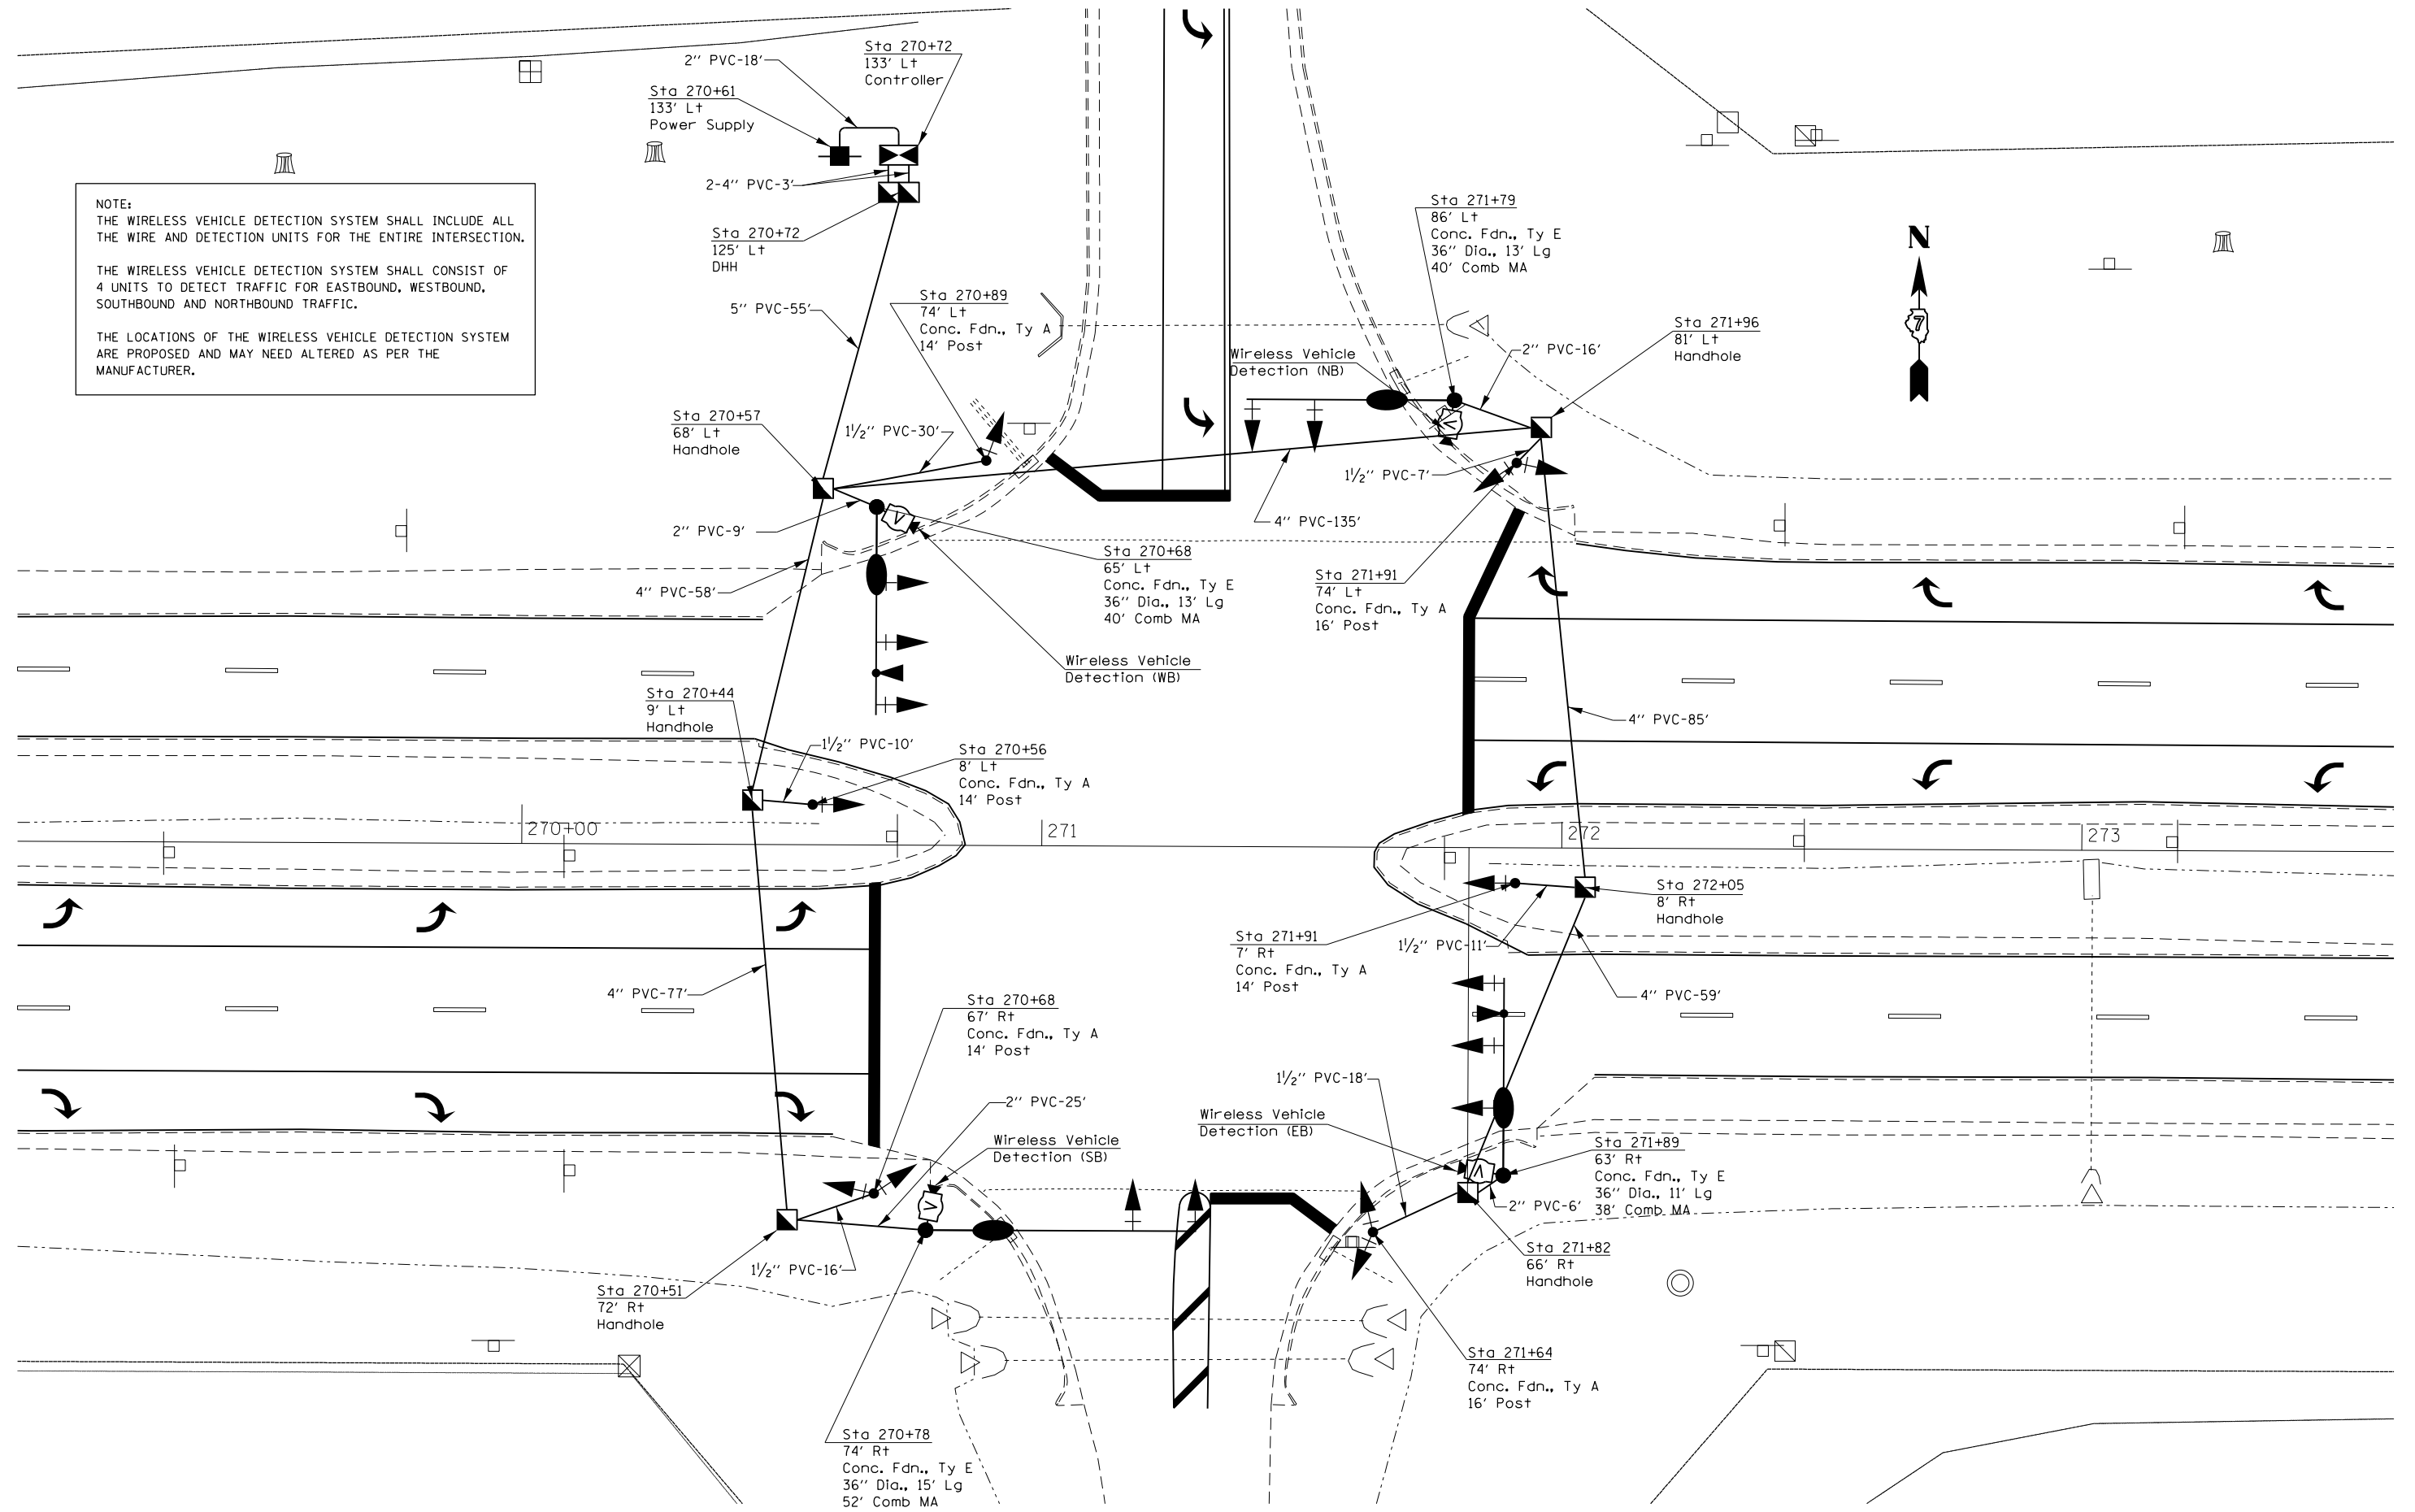 2'' PVC-18'
Sta 270+72
133' Lt
Controller
Sta 270+61
133' Lt
Power Supply
2-4'' PVC-3'
NOTE:
THE WIRELESS VEHICLE DETECTION SYSTEM SHALL INCLUDE ALL
THE WIRE AND DETECTION UNITS FOR THE ENTIRE INTERSECTION.
THE WIRELESS VEHICLE DETECTION SYSTEM SHALL CONSIST OF
4 UNITS TO DETECT TRAFFIC FOR EASTBOUND, WESTBOUND,
SOUTHBOUND AND NORTHBOUND TRAFFIC.
THE LOCATIONS OF THE WIRELESS VEHICLE DETECTION SYSTEM
ARE PROPOSED AND MAY NEED ALTERED AS PER THE
MANUFACTURER.
Sta 270+72
125' Lt
DHH
Sta 271+79
86' Lt
Conc. Fdn., Ty E
36'' Dia., 13' Lg
40' Comb MA
N
7
5'' PVC-55'
Sta 270+89
74' Lt
Conc. Fdn., Ty A
14' Post
Wireless Vehicle
Detection (NB)
2'' PVC-16'
Sta 271+96
81' Lt
Handhole
Sta 270+57
68' Lt
Handhole
1½'' PVC-30'
V
1½'' PVC-7'
2'' PVC-9'
V
4'' PVC-135'
Sta 270+68
65' Lt
Conc. Fdn., Ty E
36'' Dia., 13' Lg
40' Comb MA
4'' PVC-58'
Sta 271+91
74' Lt
Conc. Fdn., Ty A
16' Post
Wireless Vehicle
Detection (WB)
Sta 270+44
9' Lt
Handhole
4'' PVC-85'
1½'' PVC-10'
Sta 270+56
8' Lt
Conc. Fdn., Ty A
14' Post
270+00
271
272
273
Sta 272+05
8' Rt
Handhole
Sta 271+91
7' Rt
Conc. Fdn., Ty A
14' Post
1½'' PVC-11'
4'' PVC-77'
4'' PVC-59'
Sta 270+68
67' Rt
Conc. Fdn., Ty A
14' Post
1½'' PVC-18'
2'' PVC-25'
Wireless Vehicle
Detection (EB)
Wireless Vehicle
Detection (SB)
Sta 271+89
63' Rt
Conc. Fdn., Ty E
36'' Dia., 11' Lg
38' Comb MA
V
V
2'' PVC-6'
1½'' PVC-16'
Sta 271+82
66' Rt
Handhole
Sta 270+51
72' Rt
Handhole
Sta 271+64
74' Rt
Conc. Fdn., Ty A
16' Post
Sta 270+78
74' Rt
Conc. Fdn., Ty E
36'' Dia., 15' Lg
52' Comb MA